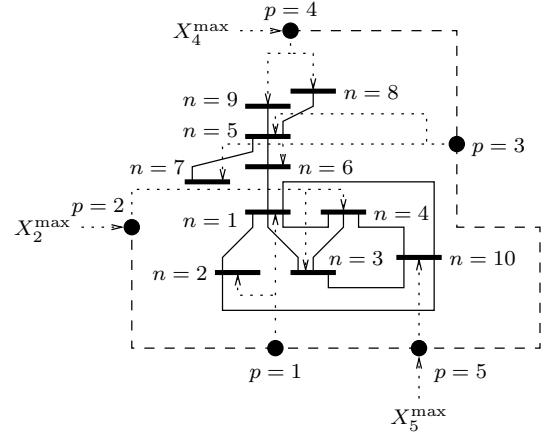 p = 4
X_4^max
n = 8
n = 9
n = 5
p = 3
n = 7
n = 6
p = 2
n = 1
n = 4
X_2^max
n = 3
n = 10
n = 2
p = 1
p = 5
X_5^max